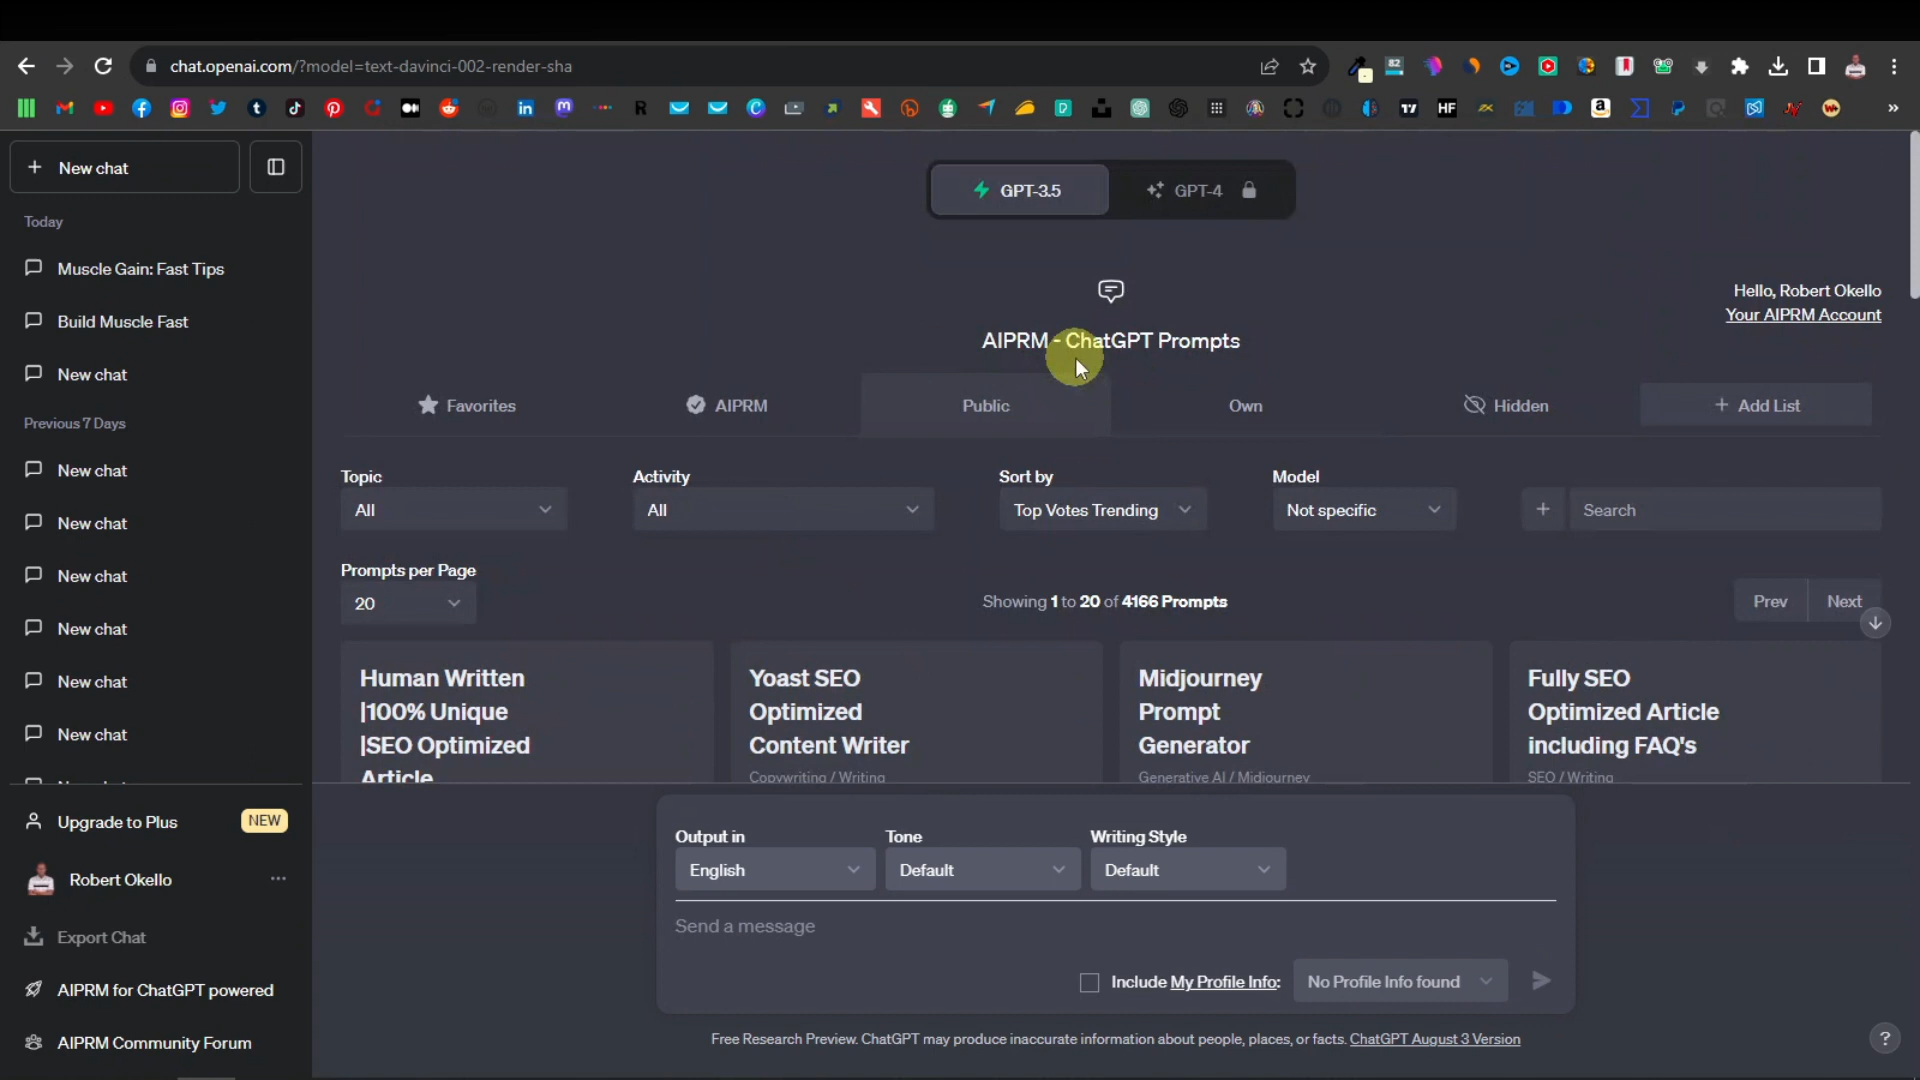 chat.openai.com/?model=text-davinci-002-render-sha
82
HF
New chat
Today
Muscle Gain: Fast Tips
Build Muscle Fast
New chat
Previous 7 Days
New chat
New chat
New chat
New chat
New chat
New chat
Upgrade to Plus
NEW
Robert Okello
Export Chat
AIPRM for ChatGPT powered
AIPRM Community Forum
GPT-3.5
GPT-4
Hello, Robert Okello
Your AIPRM Account
AIPRM - ChatGPT Prompts
Favorites
AIPRM
Public
Own
Hidden
+ Add List
Topic
Activity
Sort by
Model
All
All
Top Votes Trending
Not specific
+
Search
Prompts per Page
20
Showing 1 to 20 of 4166 Prompts
Prev
Next
Human Written
|100% Unique
|SEO Optimized
Article
Yoast SEO
Optimized
Content Writer
Copywriting / Writing
Midjourney
Prompt
Generator
Generative AI / Midjourney
Fully SEO
Optimized Article
including FAQ's
SEO / Writing
Output in
Tone
Writing Style
English
Default
Default
Send a message
Include My Profile Info:
No Profile Info found
Free Research Preview. ChatGPT may produce inaccurate information about people, places, or facts. ChatGPT August 3 Version
?